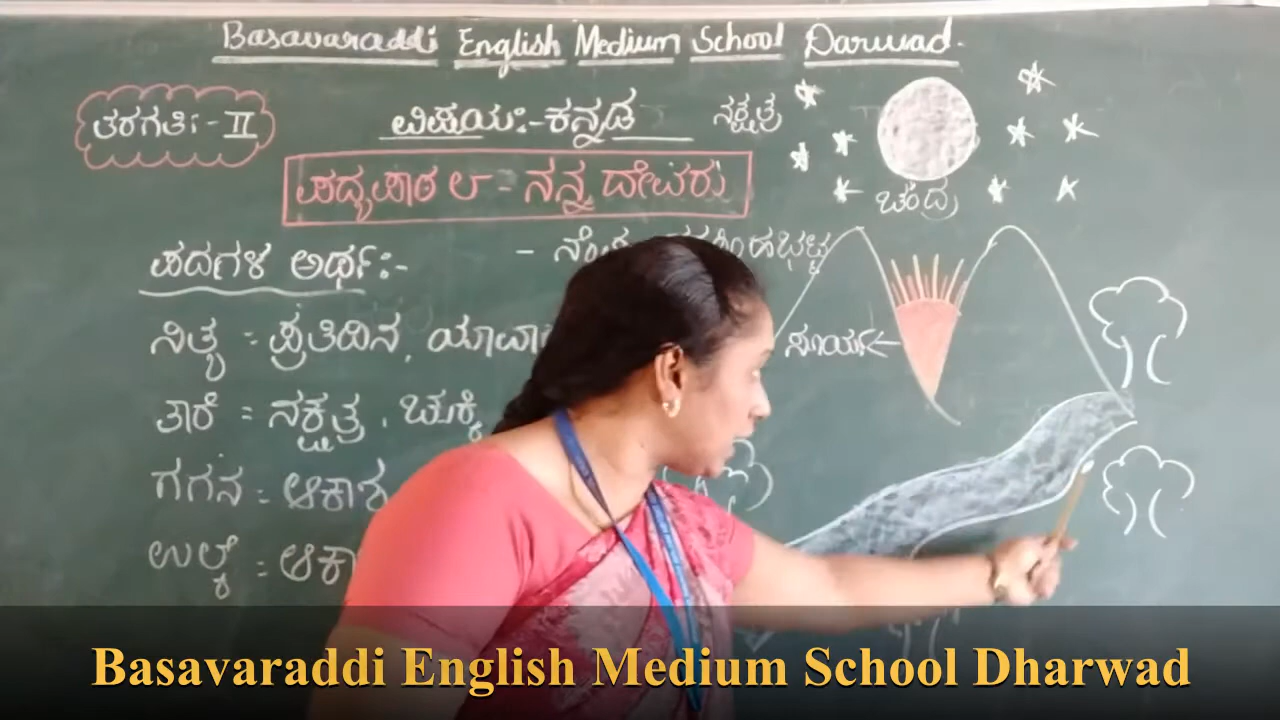 Basavaraddi English Medium School Darwad.
ತರಗತಿ:- II
ವಿಷಯ:-ಕನ್ನಡ
ನಕ್ಷತ್ರ
ಪದ್ಯಪಾಠ ೮ - ನನ್ನ ದೇವರು
ಚಂದ್ರ
ಪದಗಳ ಅರ್ಥ:-
ನಿತ್ಯ = ಪ್ರತಿದಿನ,
ಸೂರ್ಯ
ತಾರೆ = ನಕ್ಷತ್ರ, ಚುಕ್ಕಿ
ಗಗನ = ಆಕಾಶ
ಉಲ್ಕೆ =
Basavaraddi English Medium School Dharwad